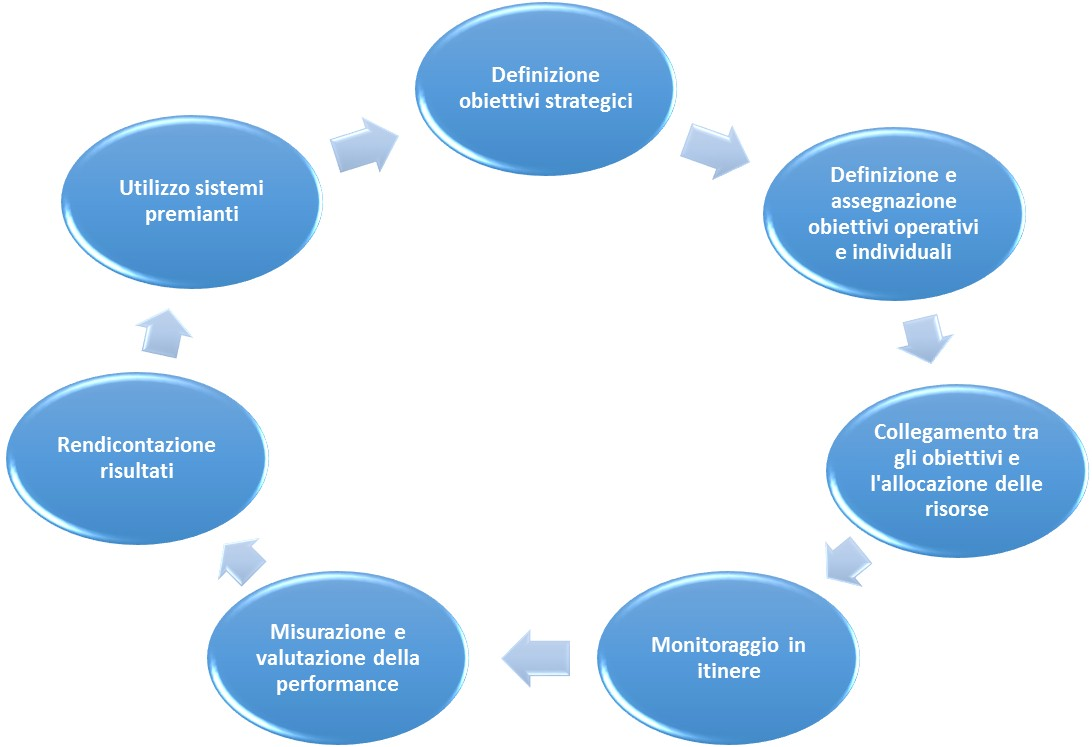 Definizione
obiettivi strategici
Definizione e
assegnazione
obiettivi operativi
e individuali
Collegamento tra
gli obiettivi e
l'allocazione delle
risorse
Monitoraggio in
itinere
Misurazione e
valutazione della
performance
Rendicontazione
risultati
Utilizzo sistemi
premianti